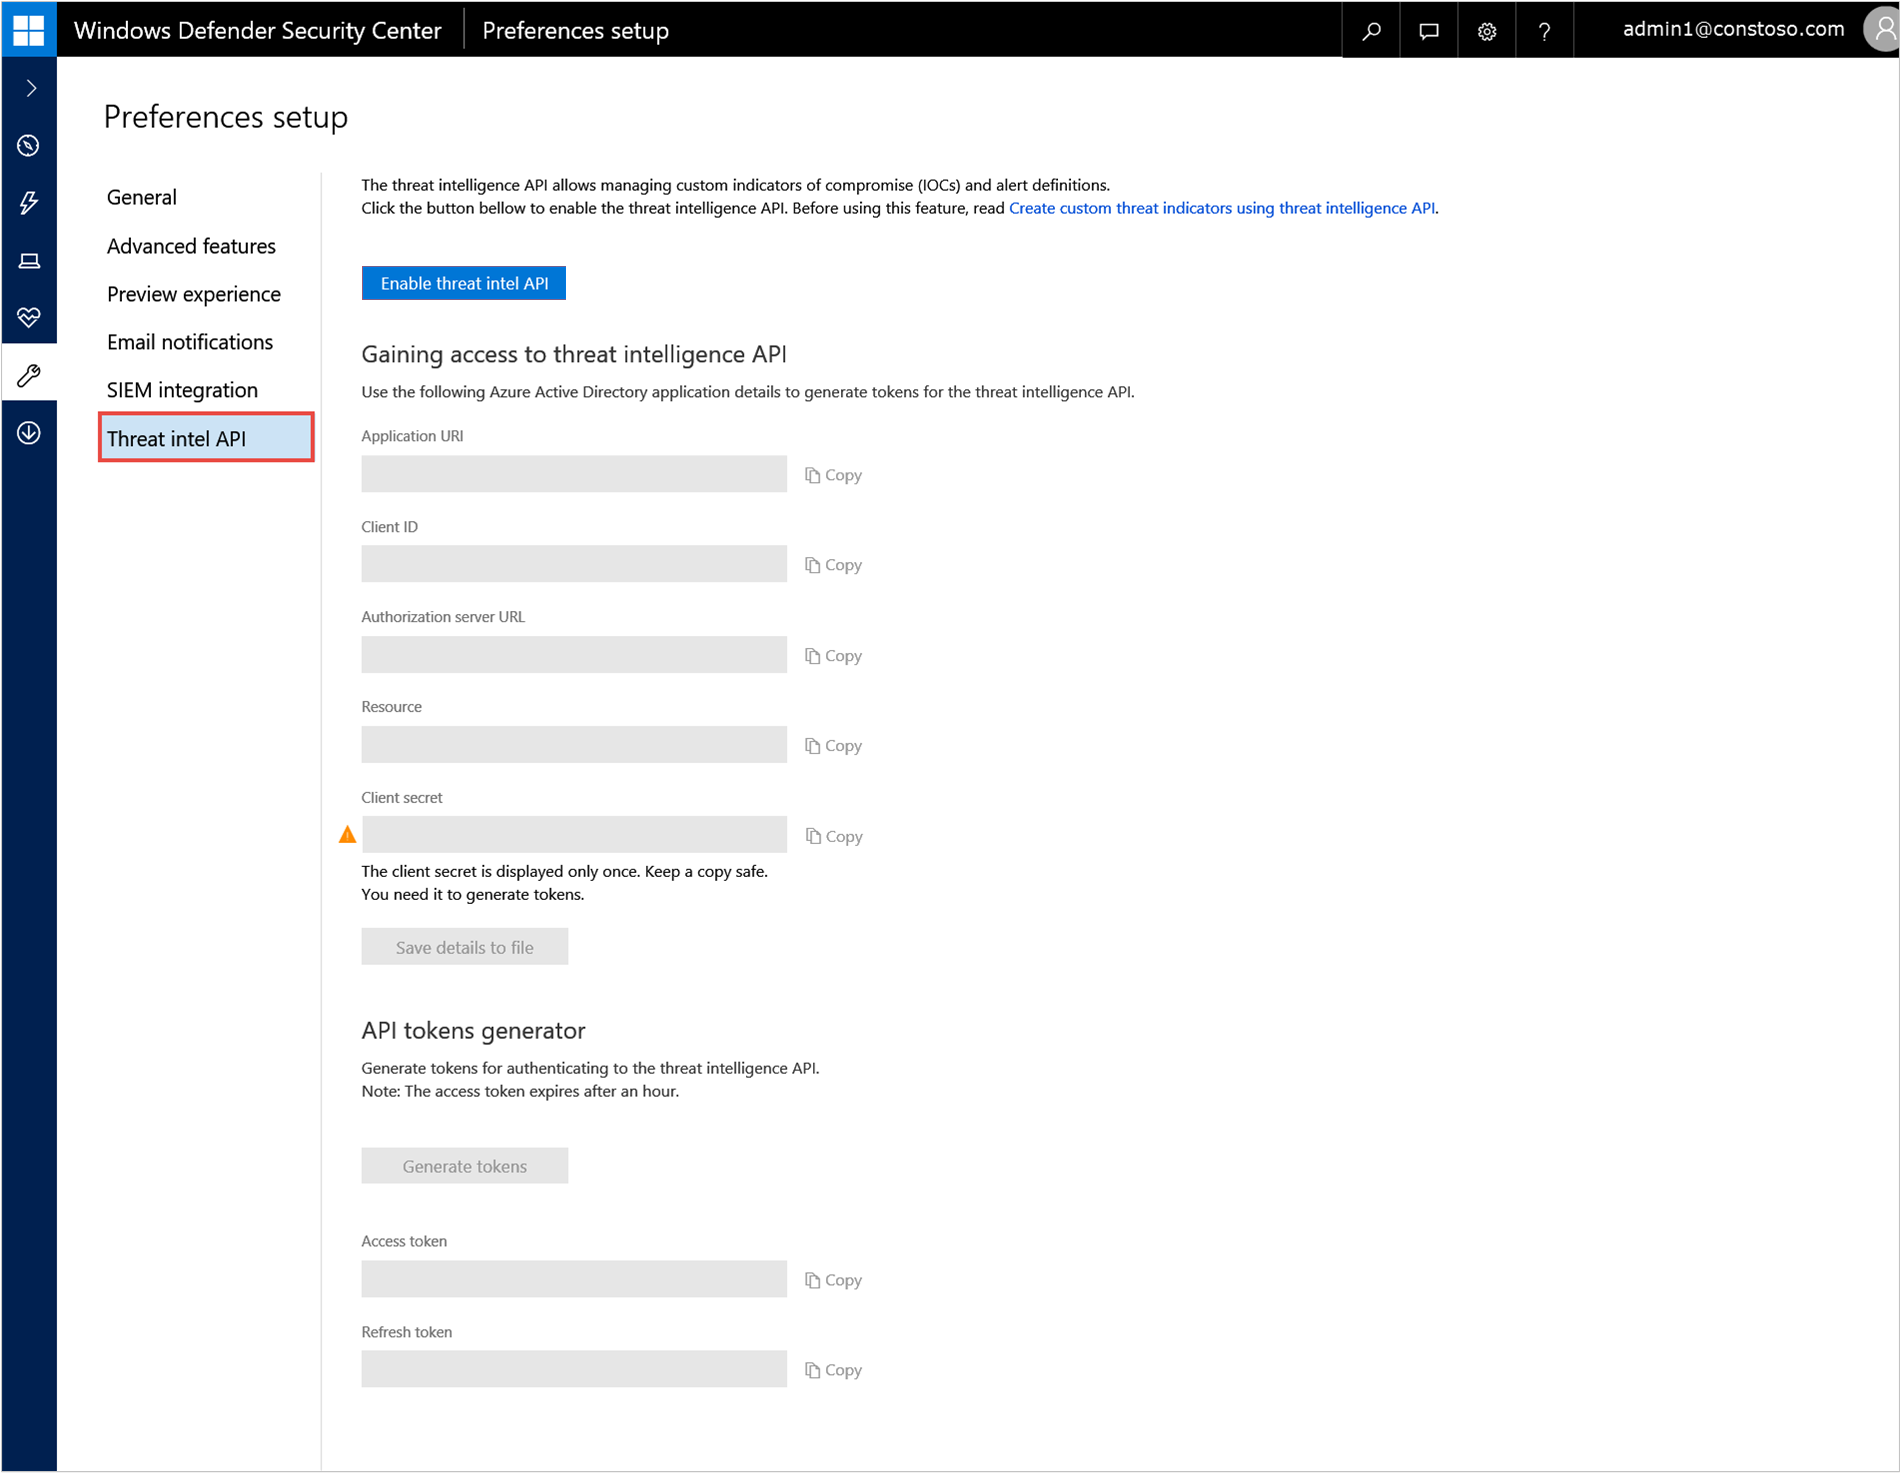 Windows Defender Security Center
Preferences setup
?
admin1@constoso.com
Preferences setup
General
Advanced features
Preview experience
Email notifications
SIEM integration
Threat intel API
The threat intelligence API allows managing custom indicators of compromise (IOCs) and alert definitions.
Click the button bellow to enable the threat intelligence API. Before using this feature, read Create custom threat indicators using threat intelligence API.
Enable threat intel API
Gaining access to threat intelligence API
Use the following Azure Active Directory application details to generate tokens for the threat intelligence API.
Application URI
Copy
Client ID
Copy
Authorization server URL
Copy
Resource
Copy
Client secret
Copy
The client secret is displayed only once. Keep a copy safe.
You need it to generate tokens.
Save details to file
API tokens generator
Generate tokens for authenticating to the threat intelligence API.
Note: The access token expires after an hour.
Generate tokens
Access token
Copy
Refresh token
Copy